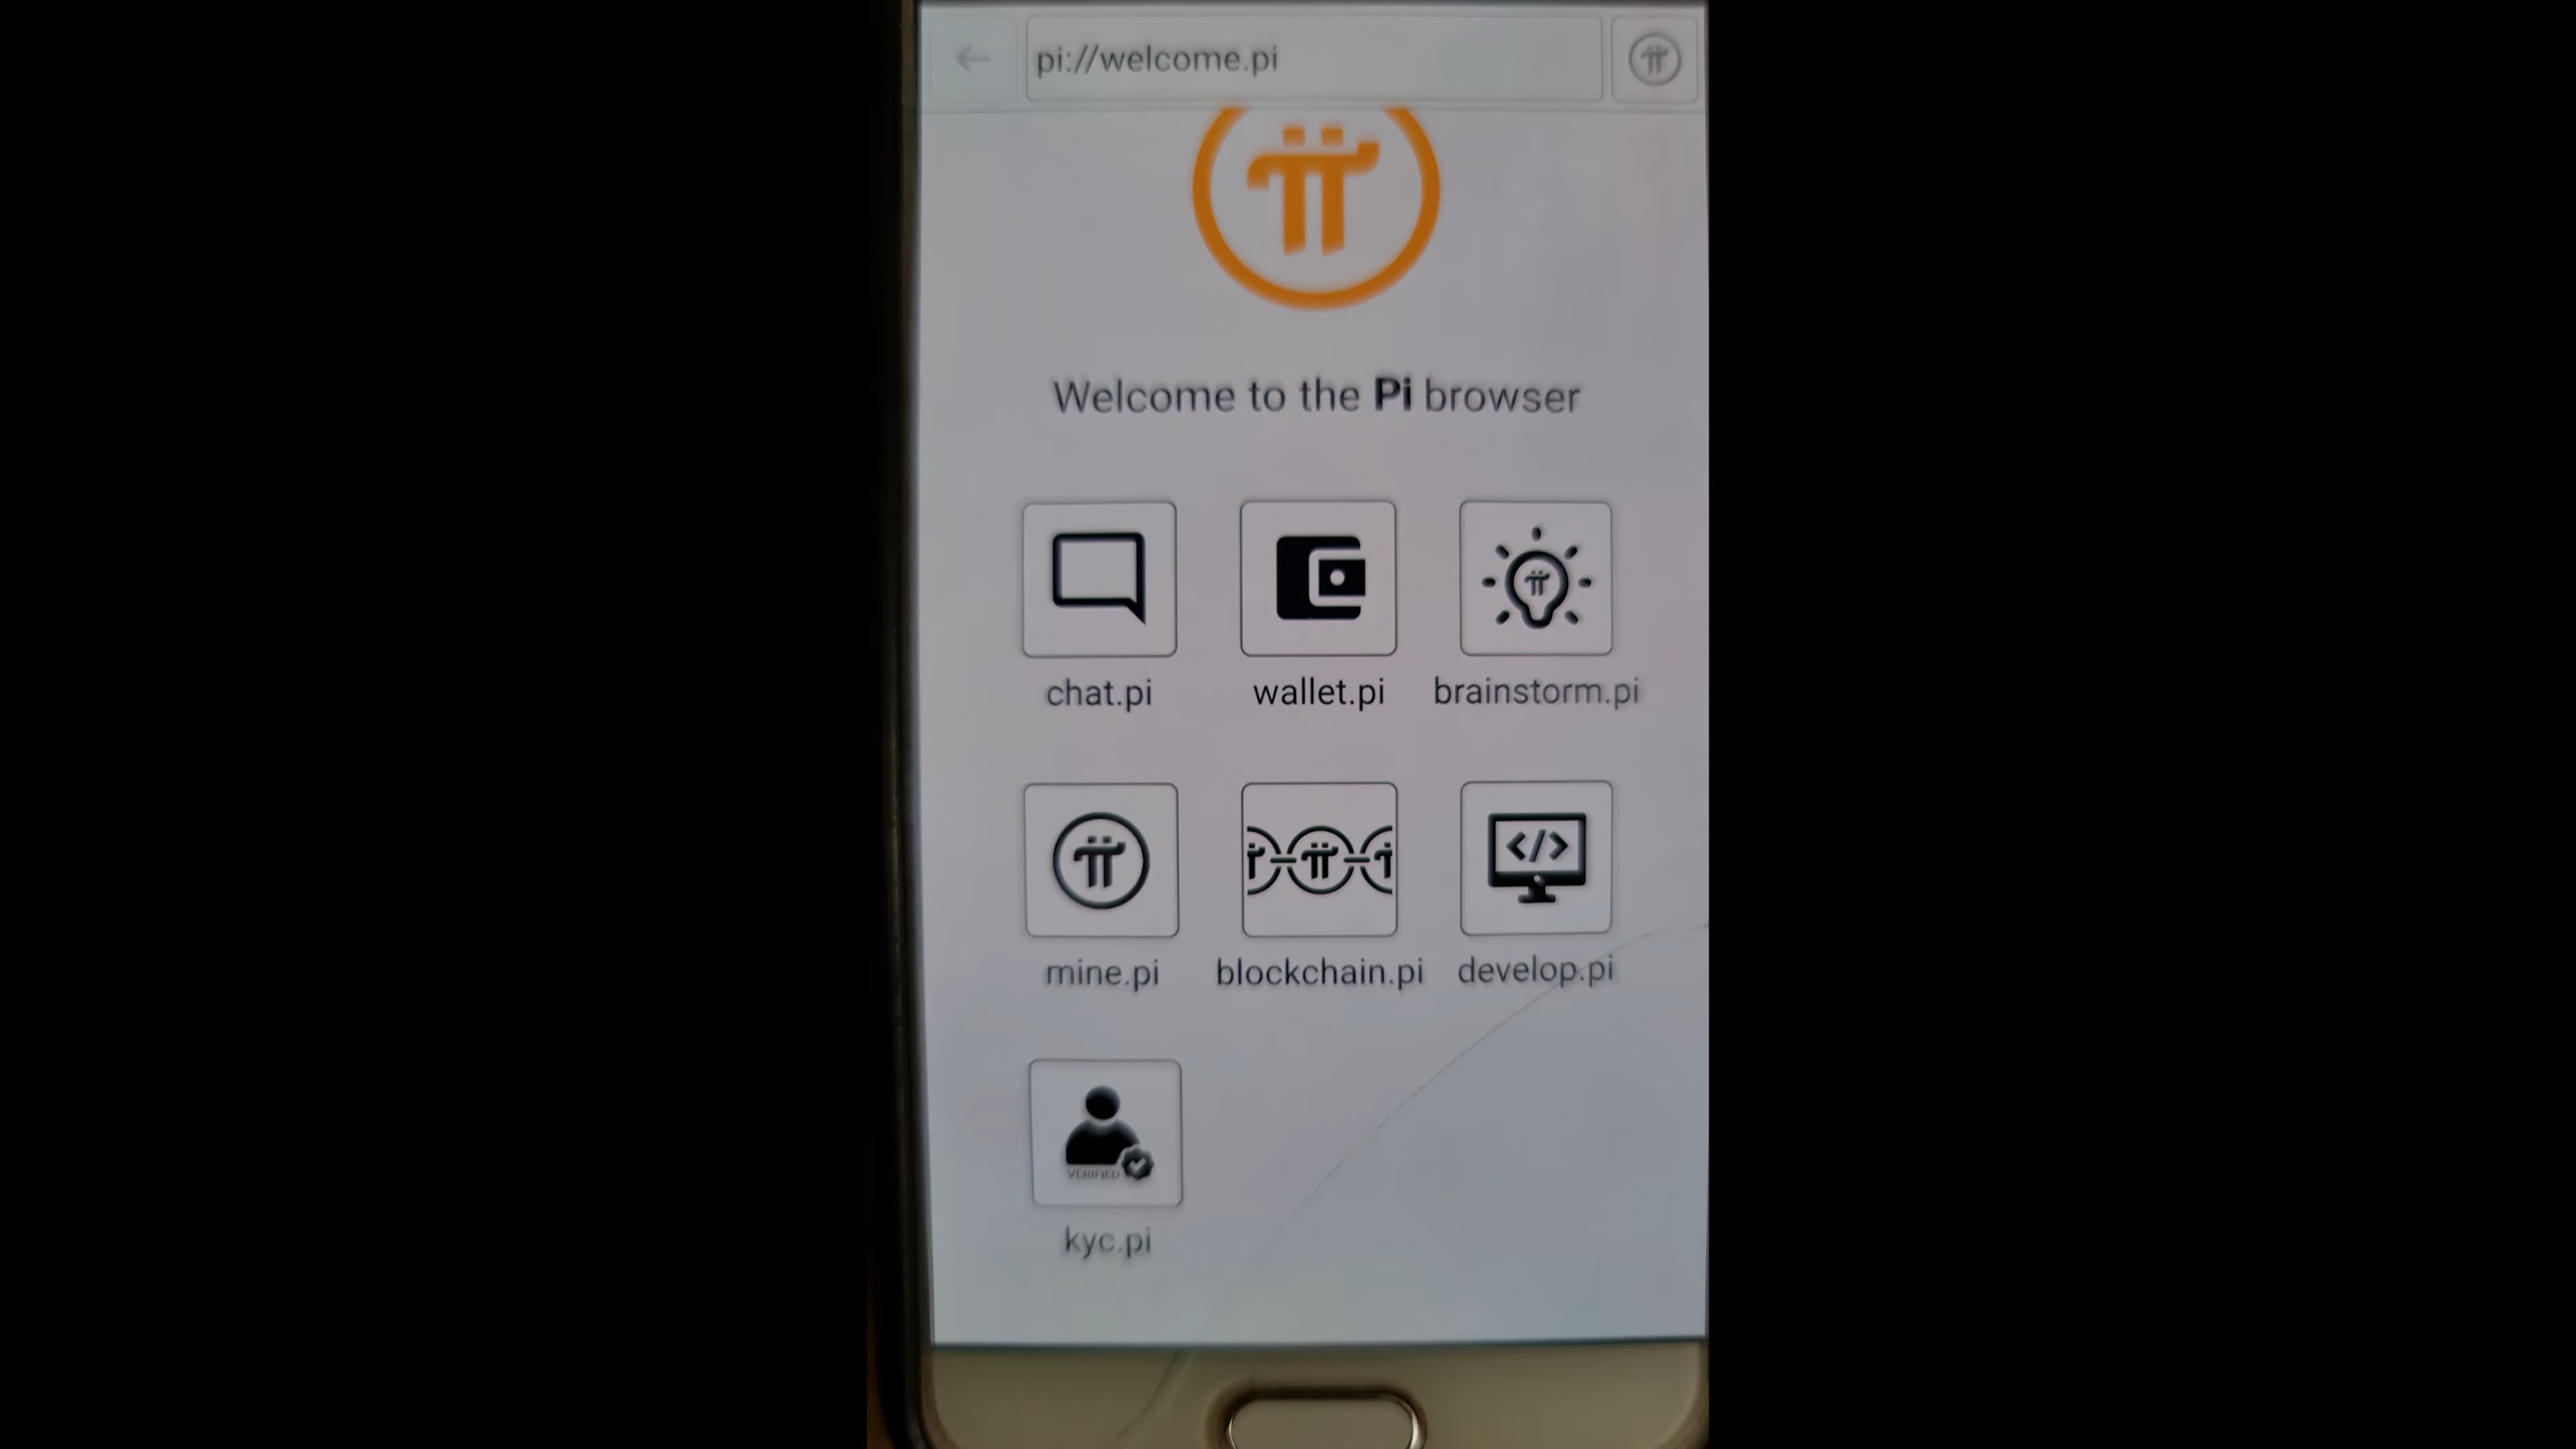 pi://welcome.pi
Welcome to the Pi browser
chat.pi
wallet.pi
brainstorm.pi
mine.pi
blockchain.pi
develop.pi
VERIFIED
kyc.pi